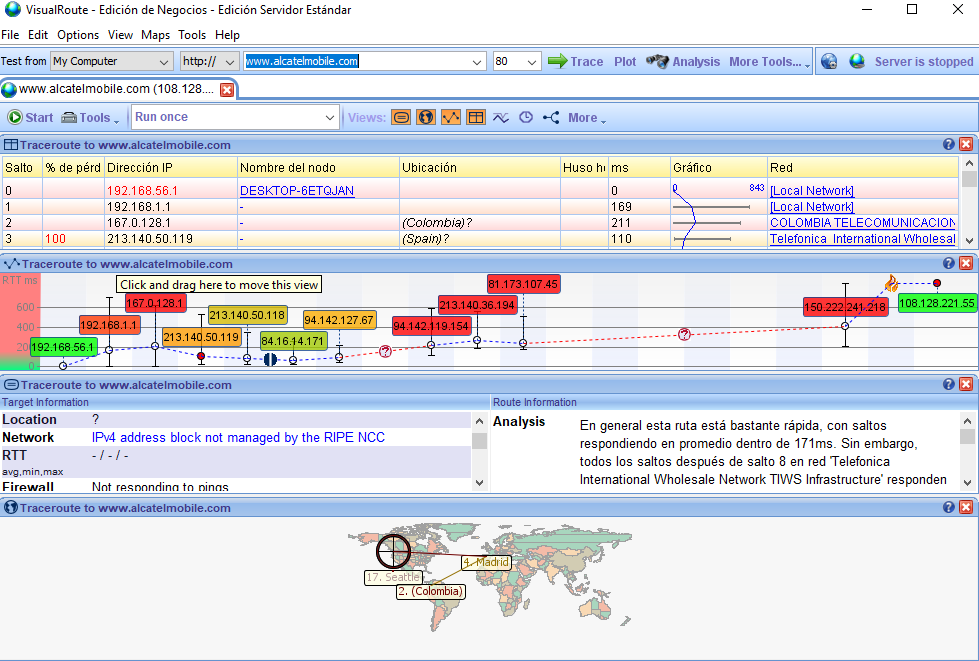 VisualRoute - Edición de Negocios - Edición Servidor Estándar
File Edit Options View Maps Tools Help
Test from My Computer http:// www.alcatelmobile.com 80 Trace Plot Analysis More Tools... Server is stopped
www.alcatelmobile.com (108.128....
Start Tools Run once Views: More
Traceroute to www.alcatelmobile.com
Salto % de pérd Dirección IP Nombre del nodo Ubicación Huso h ms Gráfico Red
0 192.168.56.1 DESKTOP-6ETQJAN 0 0 843 [Local Network]
1 192.168.1.1 - 169 [Local Network]
2 167.0.128.1 - (Colombia)? 211 COLOMBIA TELECOMUNICACION
3 100 213.140.50.119 - (Spain)? 110 Telefonica International Wholesal
Traceroute to www.alcatelmobile.com
RTT ms
Click and drag here to move this view
81.173.107.45
167.0.128.1
213.140.36.194
150.222.241.218
108.128.221.55
600
213.140.50.118
192.168.1.1
94.142.127.67
94.142.119.154
400
213.140.50.119
84.16.14.171
192.168.56.1
200
0
Traceroute to www.alcatelmobile.com
Target Information
Location ?
Network IPv4 address block not managed by the RIPE NCC
RTT - / - / -
avg,min,max
Firewall Not responding to pings
Route Information
Analysis En general esta ruta está bastante rápida, con saltos
respondiendo en promedio dentro de 171ms. Sin embargo,
todos los saltos después de salto 8 en red 'Telefonica
International Wholesale Network TIWS Infrastructure' responden
Traceroute to www.alcatelmobile.com
4. Madrid
17. Seattle
2. (Colombia)